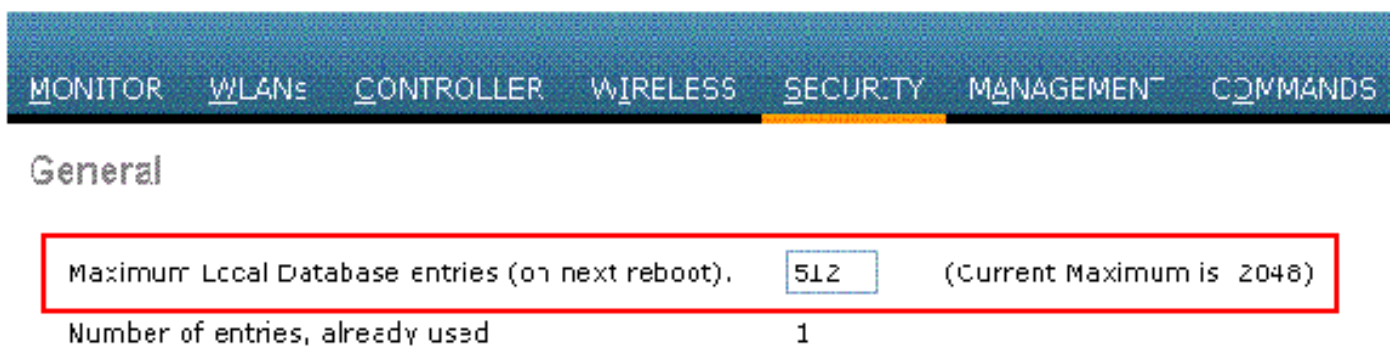 MONITOR WLANs CONTROLLER WIRELESS SECURITY MANAGEMENT COMMANDS
General
Maximum Local Database entries (on next reboot). 512 (Current Maximum is 2048)
Number of entries, already used 1